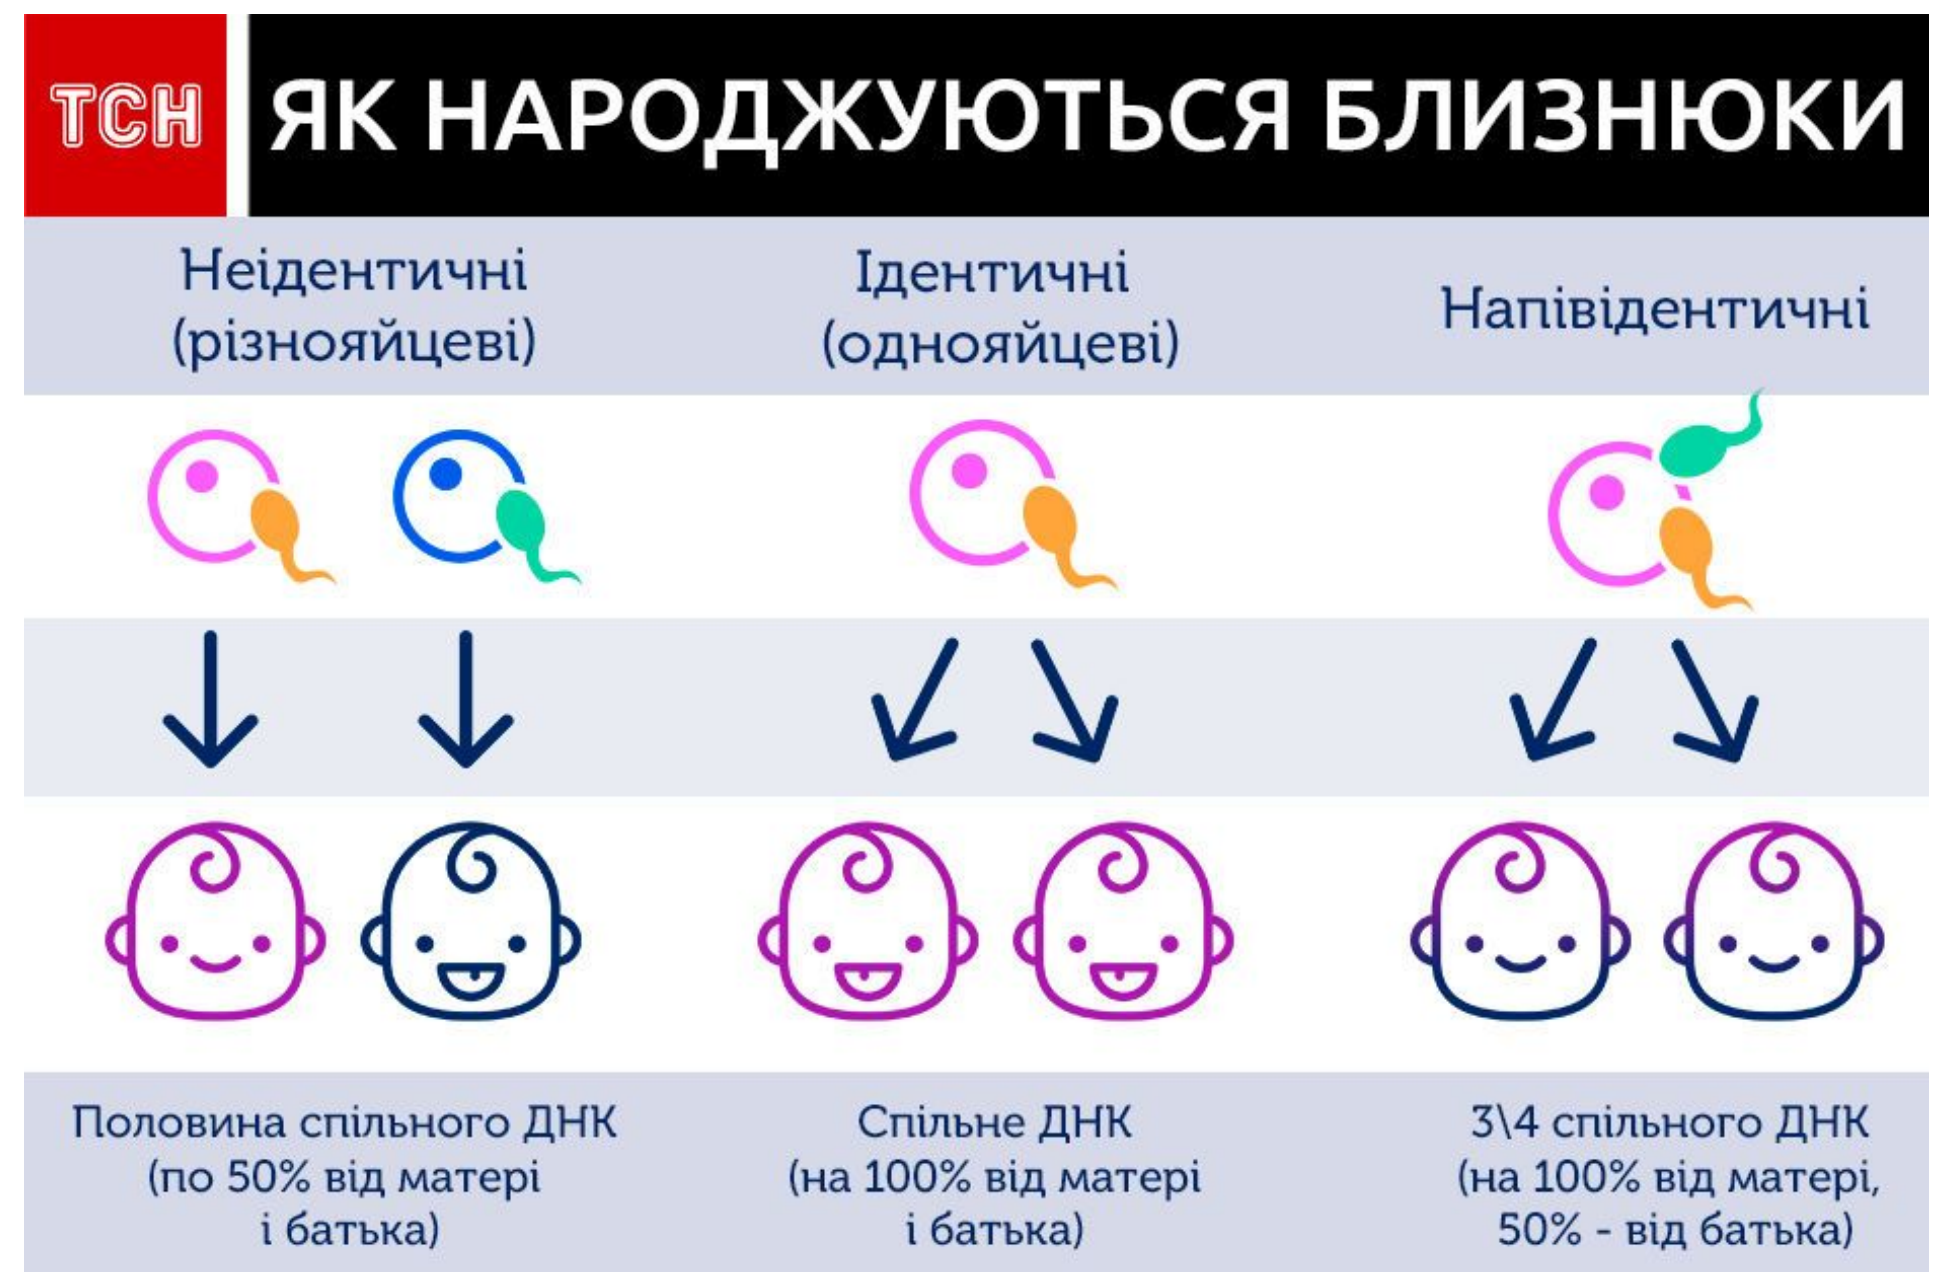 ТСН
ЯК НАРОДЖУЮТЬСЯ БЛИЗНЮКИ
Неідентичні
(різнояйцеві)
Ідентичні
(однояйцеві)
Напівідентичні
Половина спільного ДНК
(по 50% від матері
і батька)
Спільне ДНК
(на 100% від матері
і батька)
3\4 спільного ДНК
(на 100% від матері,
50% - від батька)